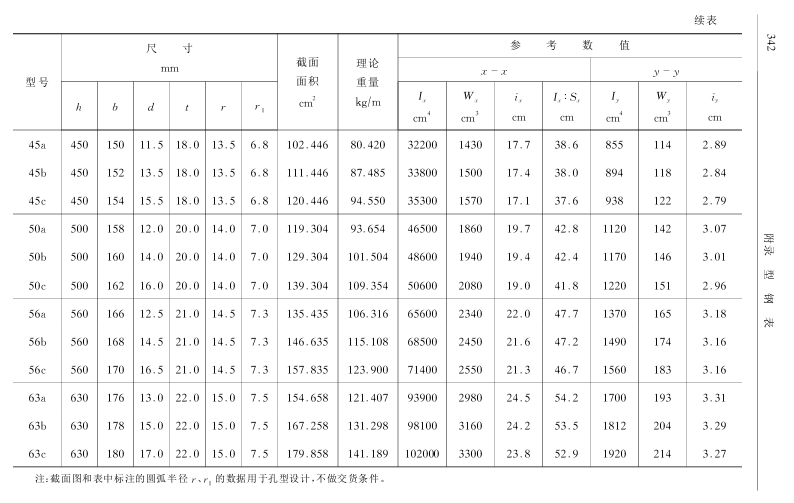 续表
342
附录 型钢表
型号 尺寸 mm 截面面积 cm² 理论重量 kg/m 参考数值
x-x y-y
h b d t r r₁ Iₓ cm⁴ Wₓ cm³ iₓ cm Iₓ:Sₓ cm I_y cm⁴ W_y cm³ i_y cm
45a 450 150 11.5 18.0 13.5 6.8 102.446 80.420 32200 1430 17.7 38.6 855 114 2.89
45b 450 152 13.5 18.0 13.5 6.8 111.446 87.485 33800 1500 17.4 38.0 894 118 2.84
45c 450 154 15.5 18.0 13.5 6.8 120.446 94.550 35300 1570 17.1 37.6 938 122 2.79
50a 500 158 12.0 20.0 14.0 7.0 119.304 93.654 46500 1860 19.7 42.8 1120 142 3.07
50b 500 160 14.0 20.0 14.0 7.0 129.304 101.504 48600 1940 19.4 42.4 1170 146 3.01
50c 500 162 16.0 20.0 14.0 7.0 139.304 109.354 50600 2080 19.0 41.8 1220 151 2.96
56a 560 166 12.5 21.0 14.5 7.3 135.435 106.316 65600 2340 22.0 47.7 1370 165 3.18
56b 560 168 14.5 21.0 14.5 7.3 146.635 115.108 68500 2450 21.6 47.2 1490 174 3.16
56c 560 170 16.5 21.0 14.5 7.3 157.835 123.900 71400 2550 21.3 46.7 1560 183 3.16
63a 630 176 13.0 22.0 15.0 7.5 154.658 121.407 93900 2980 24.5 54.2 1700 193 3.31
63b 630 178 15.0 22.0 15.0 7.5 167.258 131.298 98100 3160 24.2 53.5 1812 204 3.29
63c 630 180 17.0 22.0 15.0 7.5 179.858 141.189 102000 3300 23.8 52.9 1920 214 3.27
注:截面图和表中标注的圆弧半径 r、r₁ 的数据用于孔型设计,不做交货条件。